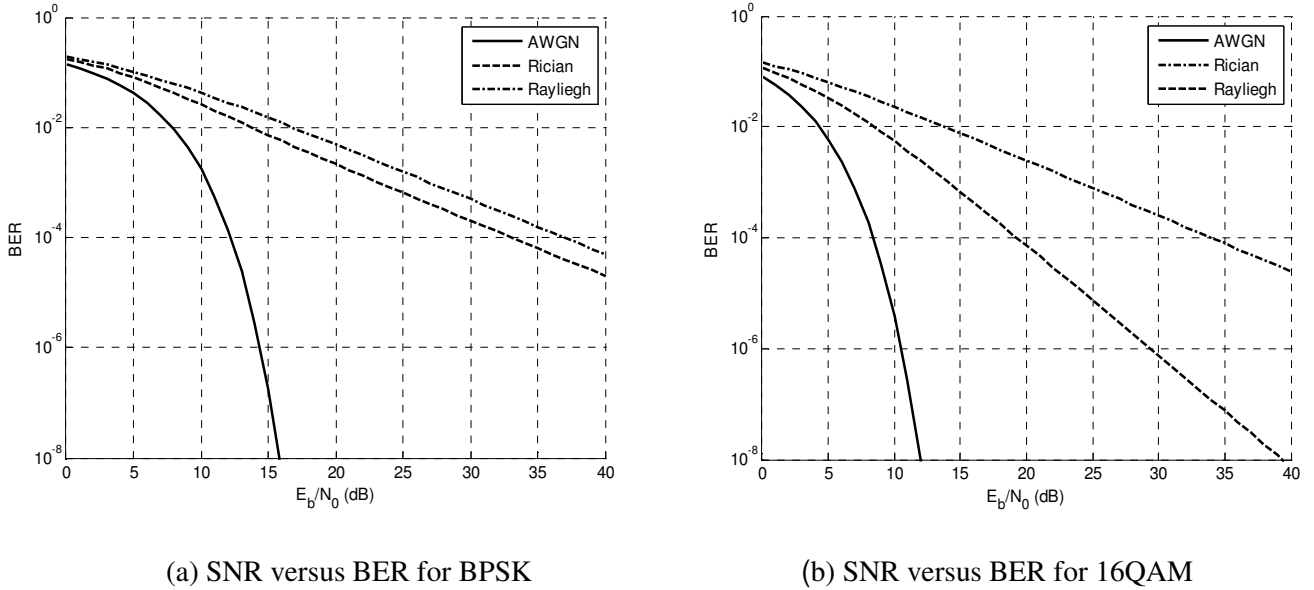 10^0
10^-2
10^-4
10^-6
10^-8
BER
0 5 10 15 20 25 30 35 40
E_b/N_0 (dB)
AWGN
Rician
Rayliegh
(a) SNR versus BER for BPSK
10^0
10^-2
10^-4
10^-6
10^-8
BER
0 5 10 15 20 25 30 35 40
E_b/N_0 (dB)
AWGN
Rician
Rayliegh
(b) SNR versus BER for 16QAM